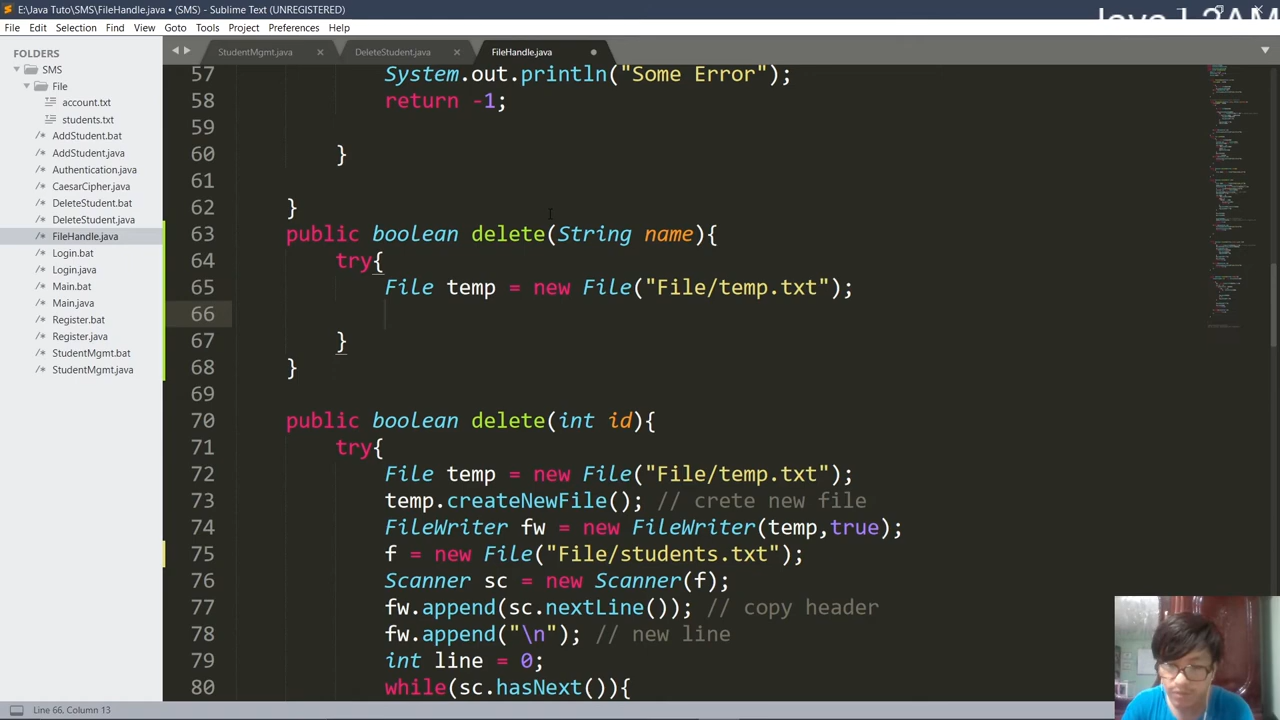 E:\Java Tuto\SMS\FileHandle.java • (SMS) - Sublime Text (UNREGISTERED)
File Edit Selection Find View Goto Tools Project Preferences Help
FOLDERS
SMS
File
account.txt
students.txt
AddStudent.bat
AddStudent.java
Authentication.java
CaesarCipher.java
DeleteStudent.bat
DeleteStudent.java
FileHandle.java
Login.bat
Login.java
Main.bat
Main.java
Register.bat
Register.java
StudentMgmt.bat
StudentMgmt.java
StudentMgmt.java × DeleteStudent.java × FileHandle.java
57 System.out.println("Some Error");
58 return -1;
59
60 }
61
62 }
63 public boolean delete(String name){
64 try{
65 File temp = new File("File/temp.txt");
66
67 }
68 }
69
70 public boolean delete(int id){
71 try{
72 File temp = new File("File/temp.txt");
73 temp.createNewFile(); // crete new file
74 FileWriter fw = new FileWriter(temp,true);
75 f = new File("File/students.txt");
76 Scanner sc = new Scanner(f);
77 fw.append(sc.nextLine()); // copy header
78 fw.append("\n"); // new line
79 int line = 0;
80 while(sc.hasNext()){
Line 66, Column 13